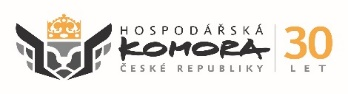 HOSPODÁŘSKÁ
KOMORA
ČESKÉ REPUBLIKY
30
LET